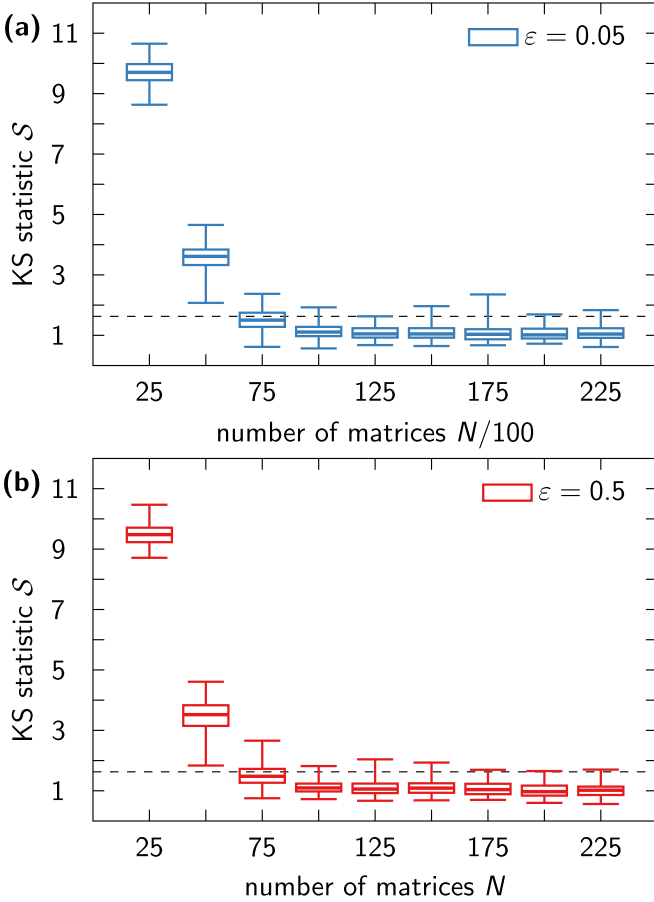 (a)
ε = 0.05
KS statistic 𝒮
11
9
7
5
3
1
25 75 125 175 225
number of matrices N/100
(b)
ε = 0.5
KS statistic 𝒮
11
9
7
5
3
1
25 75 125 175 225
number of matrices N